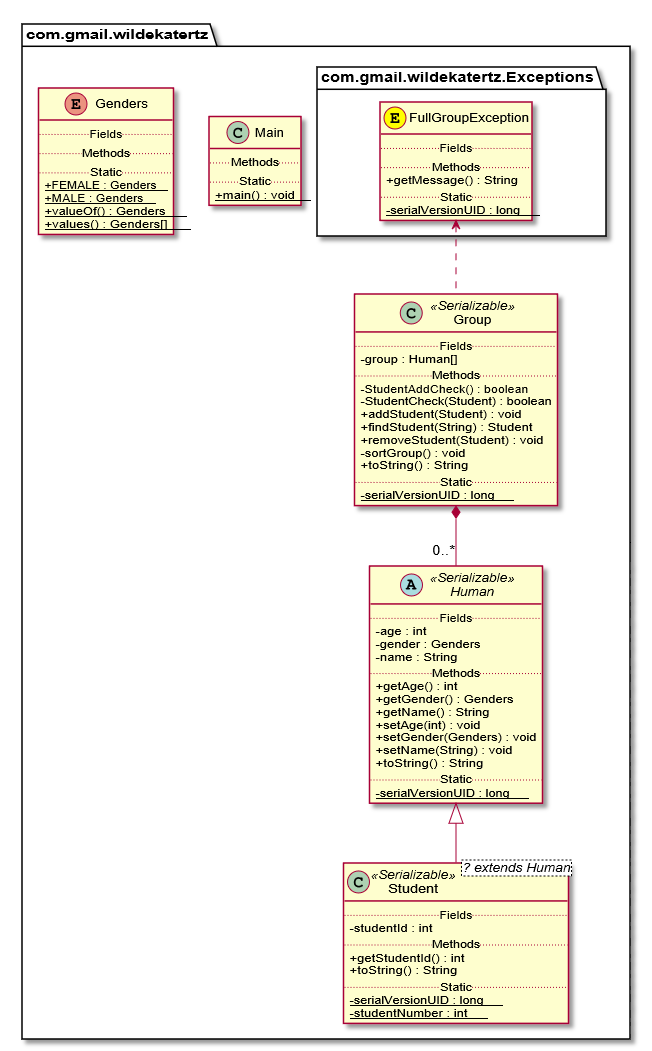 com.gmail.wildekatertz
com.gmail.wildekatertz.Exceptions
E Genders
Fields
Methods
Static
+FEMALE : Genders
+MALE : Genders
+valueOf() : Genders
+values() : Genders[]
C Main
Methods
Static
+main() : void
E FullGroupException
Fields
Methods
+getMessage() : String
Static
-serialVersionUID : long
C «Serializable»
Group
Fields
-group : Human[]
Methods
-StudentAddCheck() : boolean
-StudentCheck(Student) : boolean
+addStudent(Student) : void
+findStudent(String) : Student
+removeStudent(Student) : void
-sortGroup() : void
+toString() : String
Static
-serialVersionUID : long
0..*
A «Serializable»
Human
Fields
-age : int
-gender : Genders
-name : String
Methods
+getAge() : int
+getGender() : Genders
+getName() : String
+setAge(int) : void
+setGender(Genders) : void
+setName(String) : void
+toString() : String
Static
-serialVersionUID : long
? extends Human
C «Serializable»
Student
Fields
-studentId : int
Methods
+getStudentId() : int
+toString() : String
Static
-serialVersionUID : long
-studentNumber : int